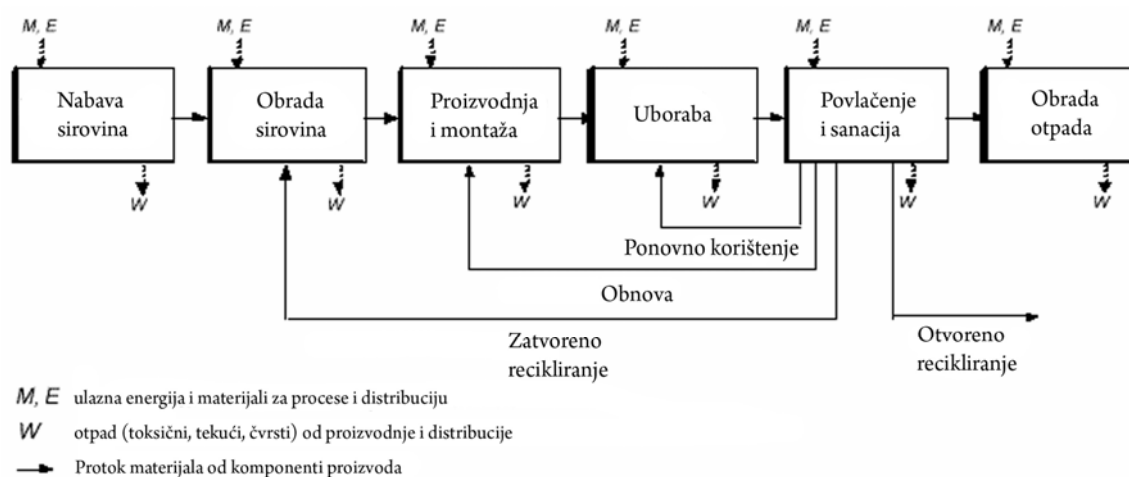 M, E
M, E
M, E
M, E
M, E
M, E
Nabava
sirovina
Obrada
sirovina
Proizvodnja
i montaža
Uboraba
Povlačenje
i sanacija
Obrada
otpada
W
W
W
W
W
W
Ponovno korištenje
Obnova
Zatvoreno
recikliranje
Otvoreno
recikliranje
M, E ulazna energija i materijali za procese i distribuciju
W otpad (toksični, tekući, čvrsti) od proizvodnje i distribucije
Protok materijala od komponenti proizvoda